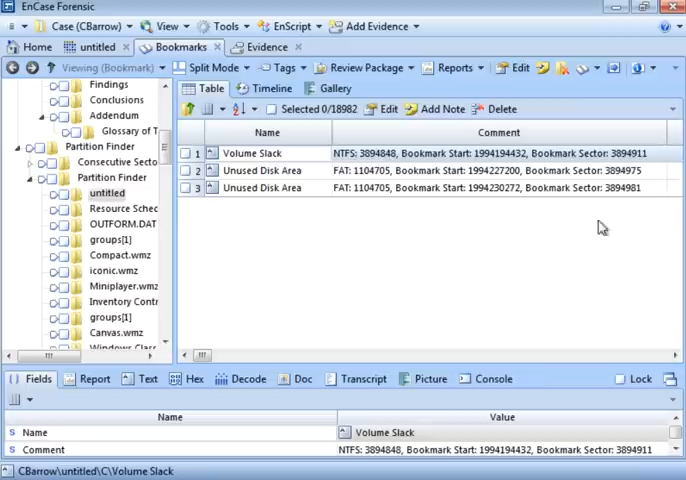 EnCase Forensic
Case (CBarrow) View Tools EnScript Add Evidence
Home untitled Bookmarks Evidence
Viewing (Bookmark) Split Mode Tags Review Package Reports Edit
Findings
Conclusions
Addendum
Glossary of T
Partition Finder
Consecutive Secto
Partition Finder
untitled
Resource Sched
OUTFORM.DAT
groups[1]
Compact.wmz
iconic.wmz
Miniplayer.wmz
Inventory Contr
groups[1]
Canvas.wmz
Windows Class
Table Timeline Gallery
Selected 0/18982 Edit Add Note Delete
Name Comment
1 Volume Slack NTFS: 3894848, Bookmark Start: 1994194432, Bookmark Sector: 3894911
2 Unused Disk Area FAT: 1104705, Bookmark Start: 1994227200, Bookmark Sector: 3894975
3 Unused Disk Area FAT: 1104705, Bookmark Start: 1994230272, Bookmark Sector: 3894981
Fields Report Text Hex Decode Doc Transcript Picture Console Lock
Name Value
S Name Volume Slack
S Comment NTFS: 3894848, Bookmark Start: 1994194432, Bookmark Sector: 3894911
CBarrow\untitled\C\Volume Slack